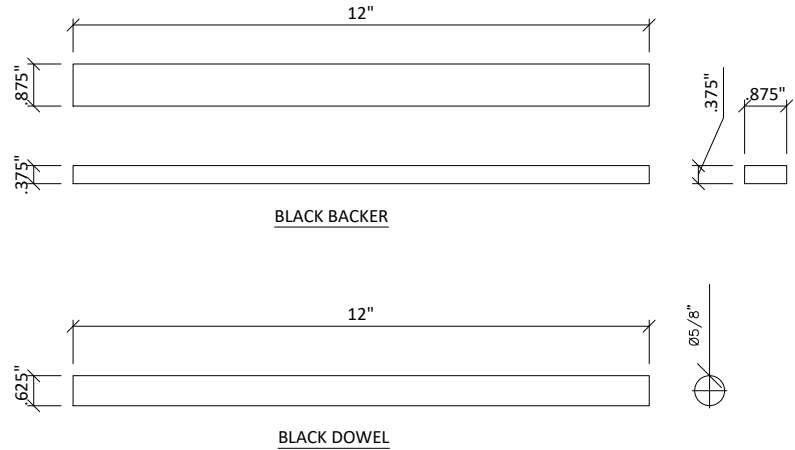 12"
.875"
.375"
.375"
.875"
BLACK BACKER
12"
.625"
Ø5/8"
BLACK DOWEL